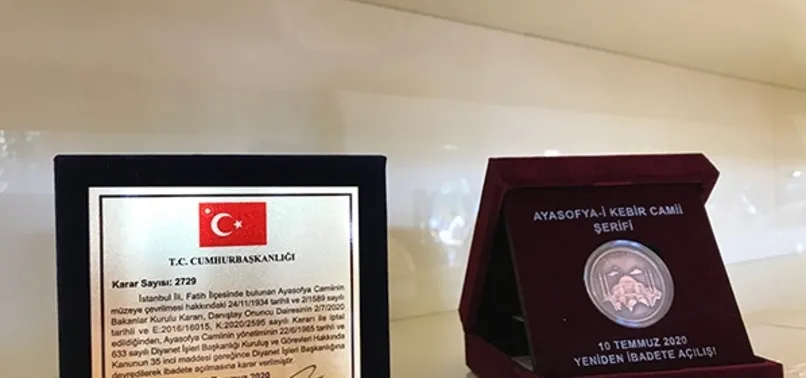 T.C. CUMHURBAŞKANLIĞI
Karar Sayısı: 2729
İstanbul İli, Fatih İlçesinde bulunan Ayasofya Camiinin
müzeye çevrilmesi hakkındaki 24/11/1934 tarihli ve 2/1589 sayılı
Bakanlar Kurulu Kararı, Danıştay Onuncu Dairesinin 2/7/2020
tarihli ve E:2016/16015, K:2020/2595 sayılı Kararı ile iptal
edildiğinden, Ayasofya Camiinin yönetiminin 22/6/1965 tarihli ve
633 sayılı Diyanet İşleri Başkanlığı Kuruluş ve Görevleri Hakkında
Kanunun 35 inci maddesi gereğince Diyanet İşleri Başkanlığına
devredilerek ibadete açılmasına karar verilmiştir.
2020
AYASOFYA-İ KEBİR CAMİİ
ŞERİFİ
10 TEMMUZ 2020
YENİDEN İBADETE AÇILIŞI